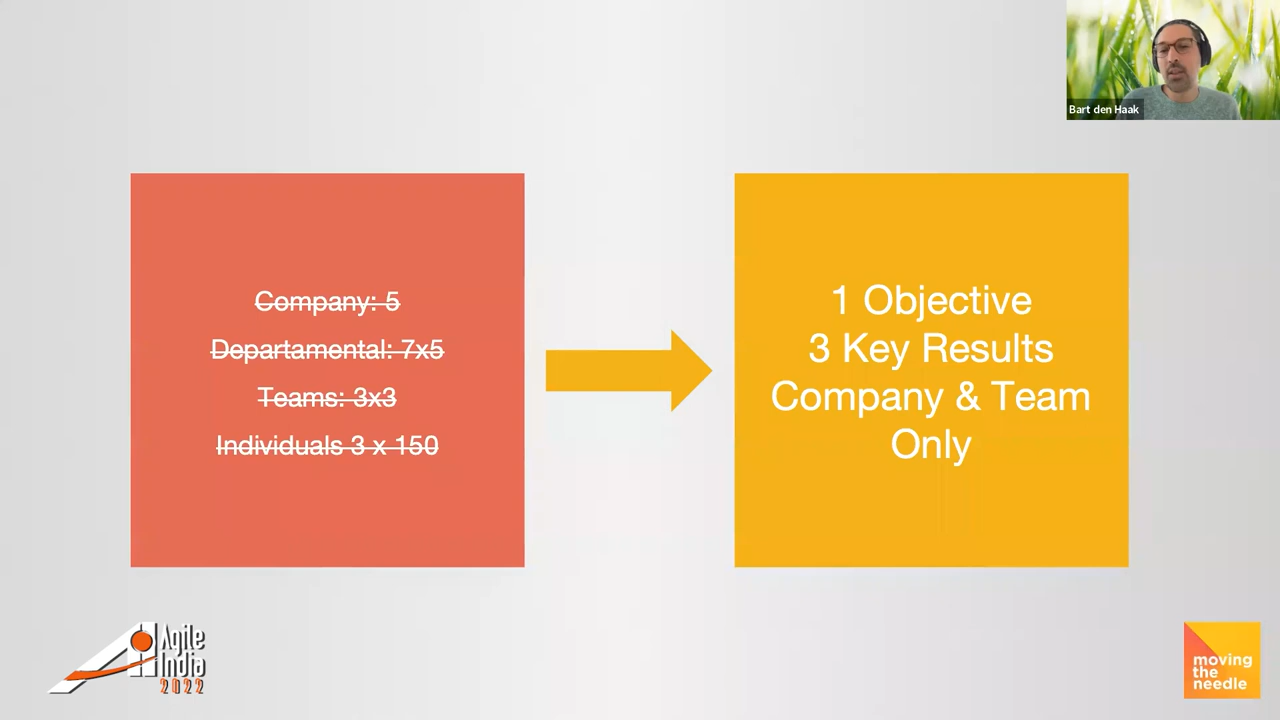 Bart den Haak
Company: 5
Departamental: 7x5
Teams: 3x3
Individuals 3 x 150
1 Objective
3 Key Results
Company & Team
Only
Agile
India
2022
moving
the
needle